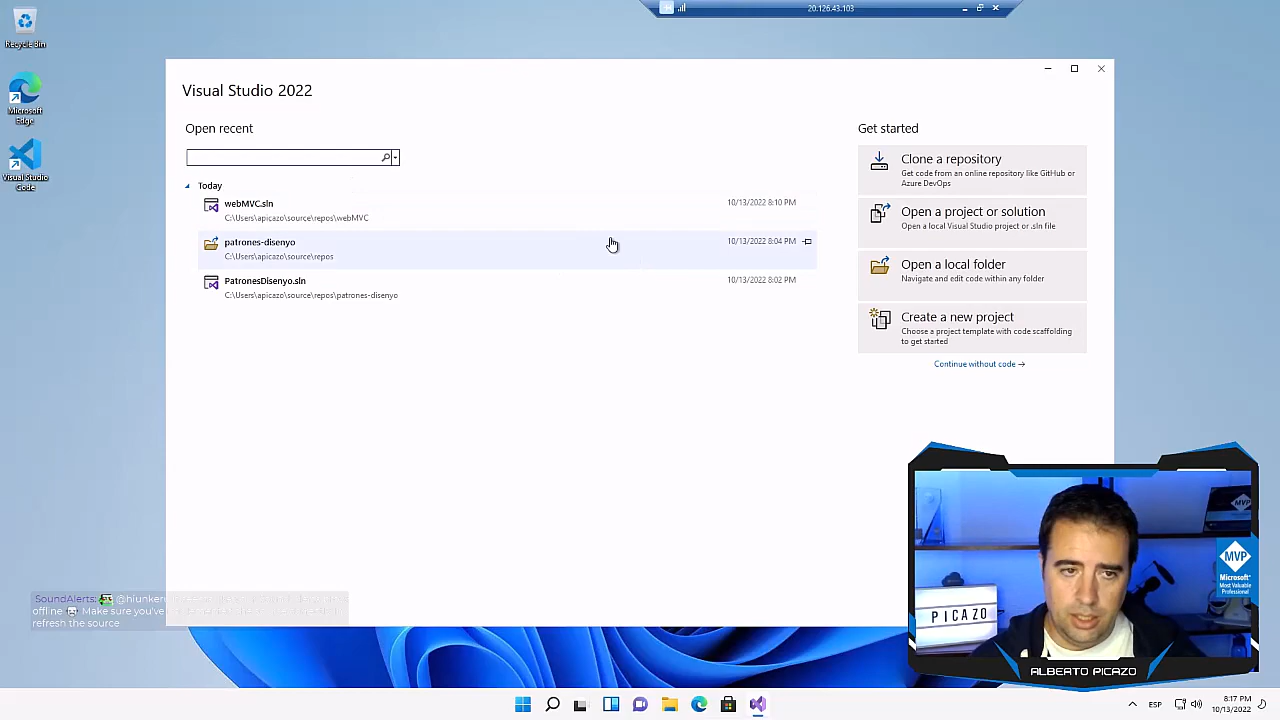 20.126.43.103
Recycle Bin
Microsoft
Edge
Visual Studio
Code
Visual Studio 2022
Open recent
Today
webMVC.sln
10/13/2022 8:10 PM
C:\Users\apicazo\source\repos\webMVC
patrones-disenyo
10/13/2022 8:04 PM
C:\Users\apicazo\source\repos
PatronesDisenyo.sln
10/13/2022 8:02 PM
C:\Users\apicazo\source\repos\patrones-disenyo
Get started
Clone a repository
Get code from an online repository like GitHub or
Azure DevOps
Open a project or solution
Open a local Visual Studio project or .sln file
Open a local folder
Navigate and edit code within any folder
Create a new project
Choose a project template with code scaffolding
to get started
Continue without code →
SoundAlerts: @hiunker
offline . Make sure you've
refresh the source
MVP
Microsoft
Most Valuable
Professional
PICAZO
ALBERTO PICAZO
ESP
8:17 PM
10/13/2022